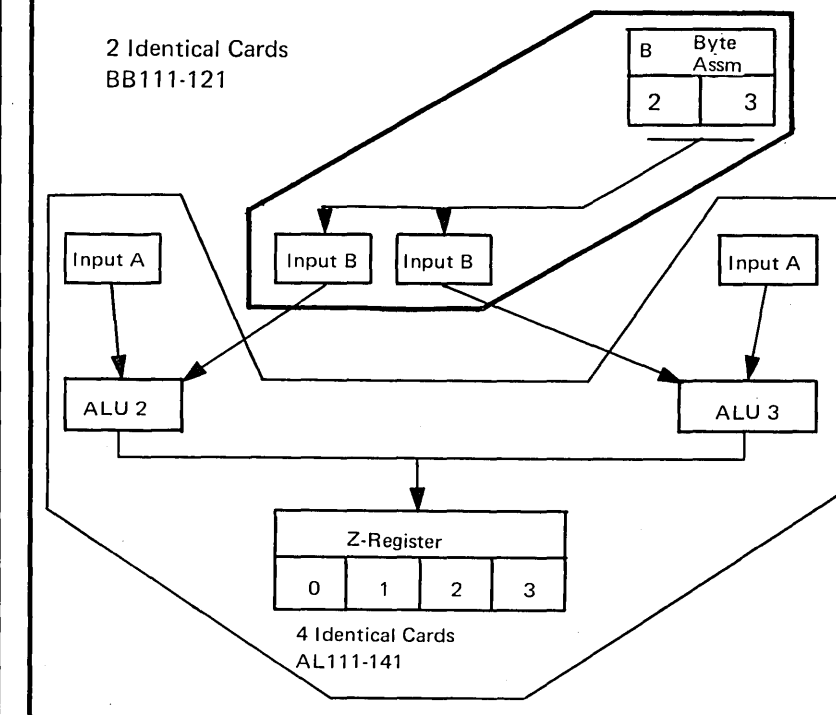 2 Identical Cards
BB111-121
B Byte
Assm
2 3
Input A
Input B
Input B
Input A
ALU 2
ALU 3
Z-Register
0 1 2 3
4 Identical Cards
AL111-141